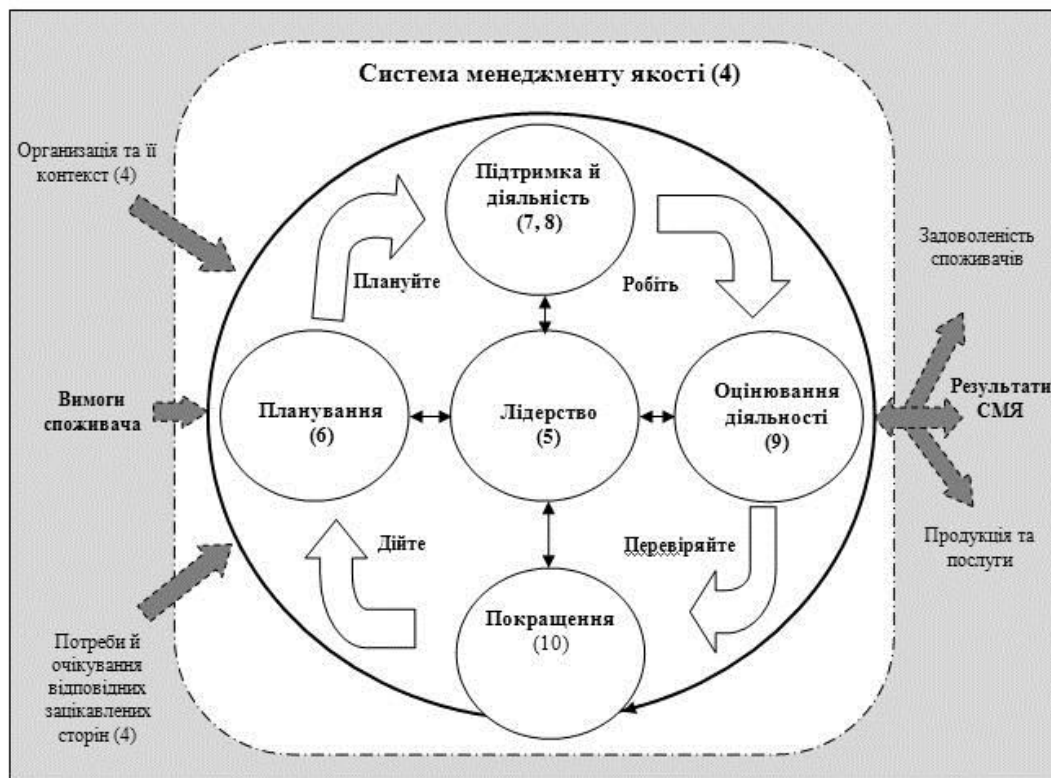 Система менеджменту якості (4)
Организація та її
контекст (4)
Підтримка й
діяльність
(7, 8)
Плануйте
Робіть
Задоволеність
споживачів
Вимоги
споживача
Планування
(6)
Лідерство
(5)
Оцінювання
діяльності
(9)
Результати
СМЯ
Дійте
Перевіряйте
Продукція та
послуги
Покращення
(10)
Потреби й
очікування
відповідних
зацікавлених
сторін (4)